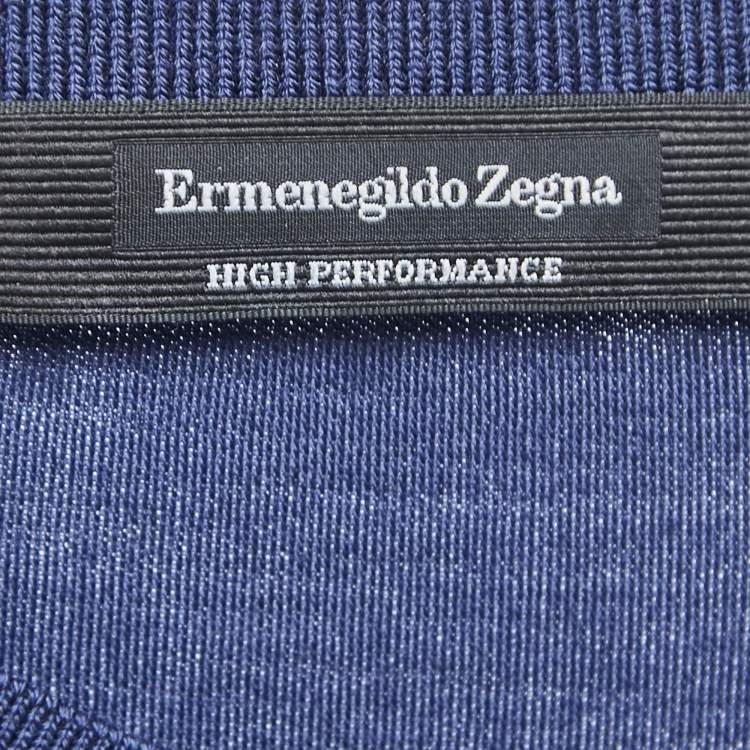 Ermenegildo Zegna
HIGH PERFORMANCE